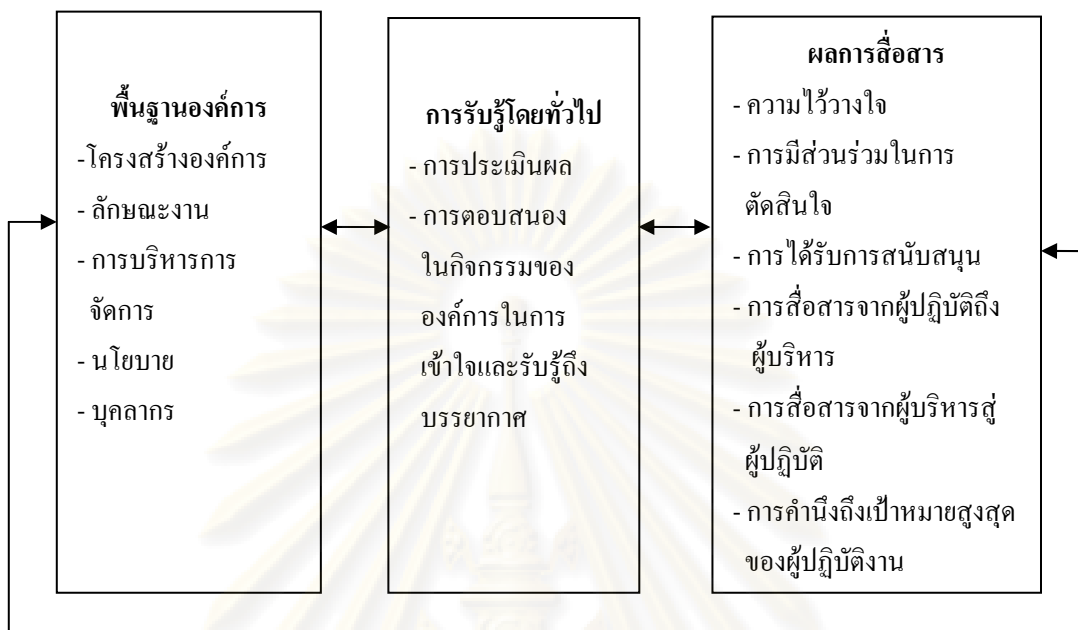 พื้นฐานองค์การ
-โครงสร้างองค์การ
- ลักษณะงาน
- การบริหารการ
จัดการ
- นโยบาย
- บุคลากร
การรับรู้โดยทั่วไป
- การประเมินผล
- การตอบสนอง
ในกิจกรรมของ
องค์การในการ
เข้าใจและรับรู้ถึง
บรรยากาศ
ผลการสื่อสาร
- ความไว้วางใจ
- การมีส่วนร่วมในการ
ตัดสินใจ
- การได้รับการสนับสนุน
- การสื่อสารจากผู้ปฏิบัติถึง
ผู้บริหาร
- การสื่อสารจากผู้บริหารสู่
ผู้ปฏิบัติ
- การคำนึงถึงเป้าหมายสูงสุด
ของผู้ปฏิบัติงาน